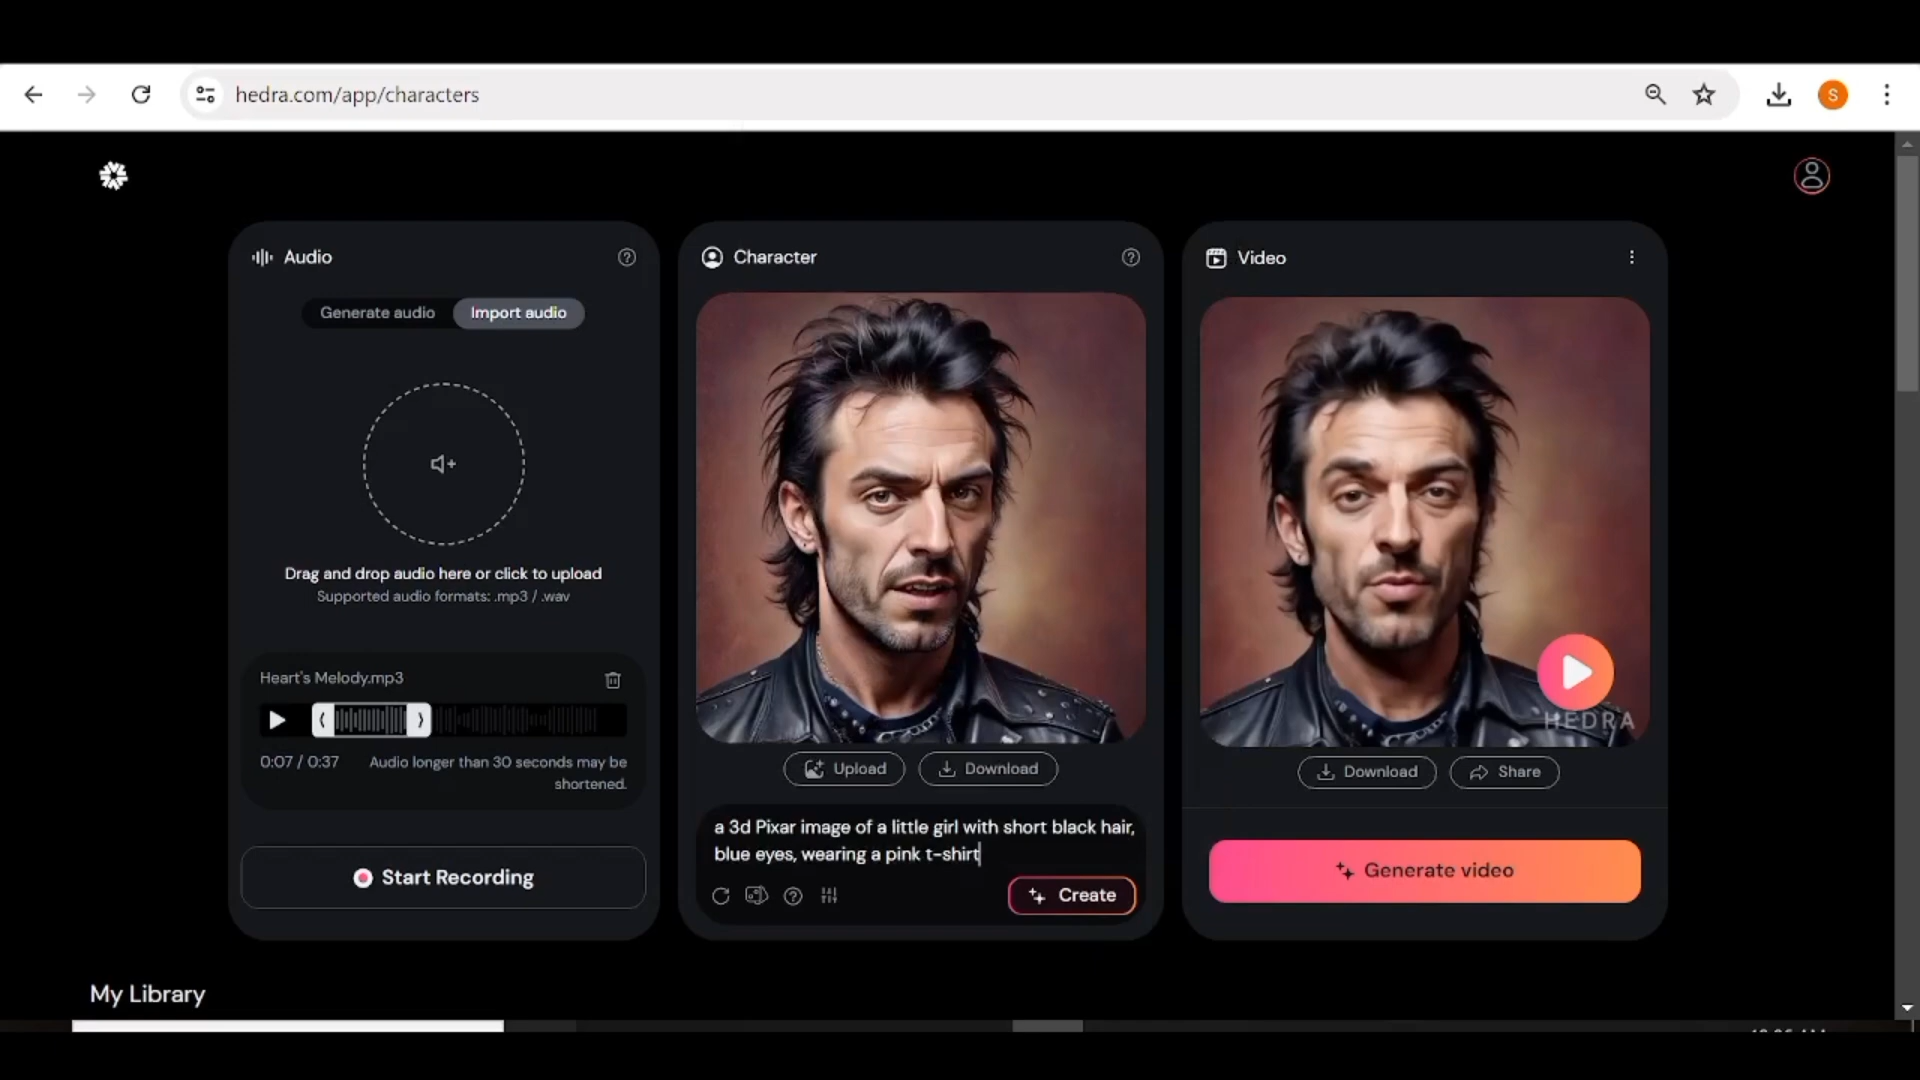 hedra.com/app/characters
S
Audio
Generate audio
Import audio
Drag and drop audio here or click to upload
Supported audio formats: .mp3 / .wav
Heart's Melody.mp3
0:07 / 0:37
Audio longer than 30 seconds may be
shortened.
Start Recording
Character
Upload
Download
a 3d Pixar image of a little girl with short black hair,
blue eyes, wearing a pink t-shirt
Create
Video
HEDRA
Download
Share
Generate video
My Library